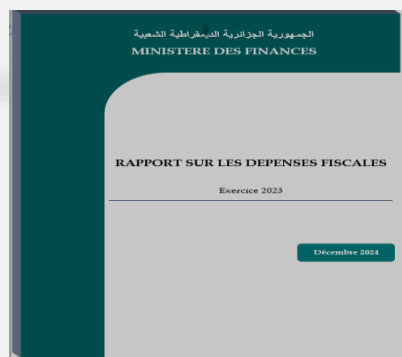 الجمهورية الجزائرية الديمقراطية الشعبية
MINISTERE DES FINANCES
RAPPORT SUR LES DEPENSES FISCALES
Exercice 2023
Décembre 2024